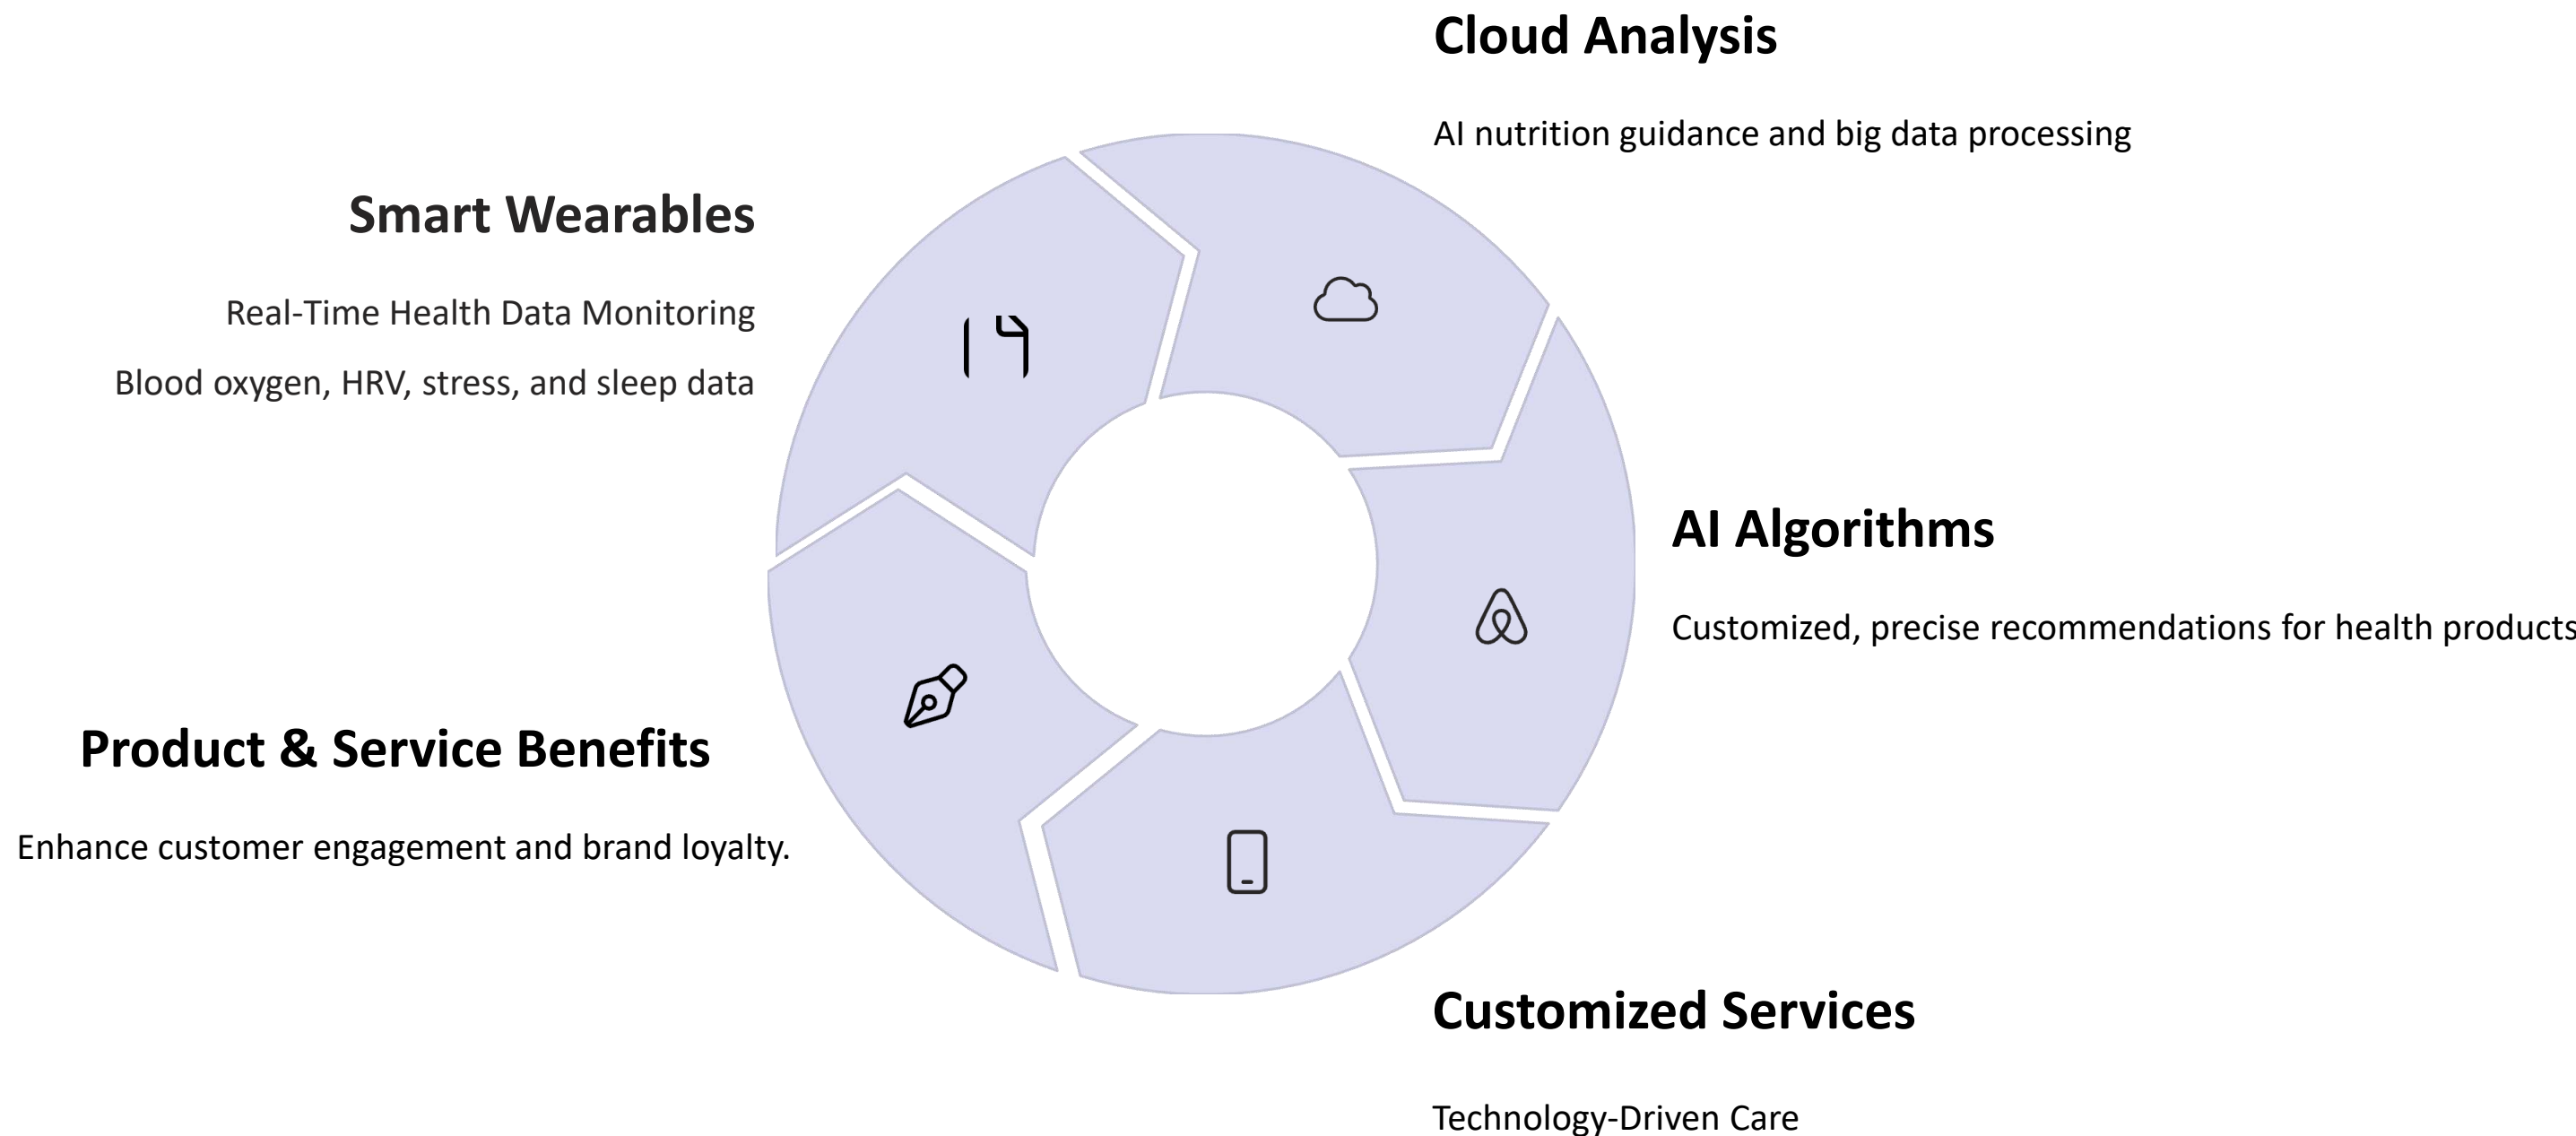 Cloud Analysis
AI nutrition guidance and big data processing
Smart Wearables
Real-Time Health Data Monitoring
Blood oxygen, HRV, stress, and sleep data
AI Algorithms
Customized, precise recommendations for health products
Product & Service Benefits
Enhance customer engagement and brand loyalty.
Customized Services
Technology-Driven Care